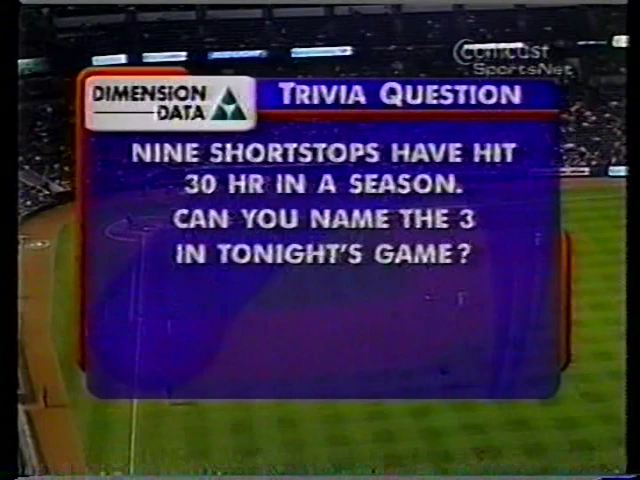 Comcast
SportsNet
DIMENSION
DATA
TRIVIA QUESTION
NINE SHORTSTOPS HAVE HIT
30 HR IN A SEASON.
CAN YOU NAME THE 3
IN TONIGHT'S GAME?